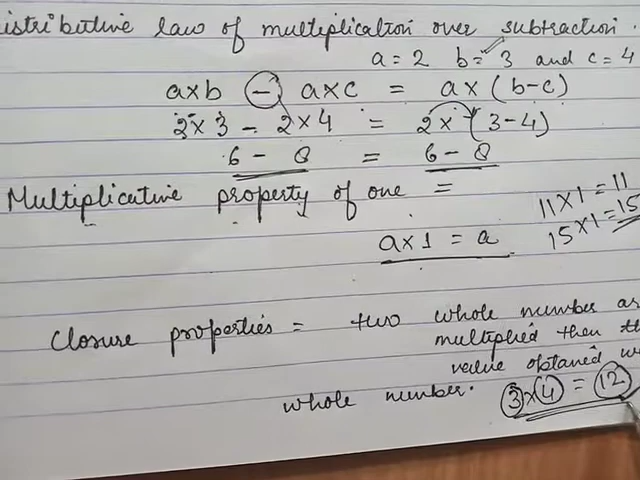 istributive law of multiplication over subtraction.
a = 2 b = 3 and c = 4
a×b - a×c = a×(b-c)
2×3 - 2×4 = 2×(3-4)
6 - 8 = 6 - 8
Multiplicative property of one =
11×1 = 11
a×1 = a
15×1 = 15
Closure properties = two whole number ar
multiplied then th
value obtained w
whole number. 3×4 = 12